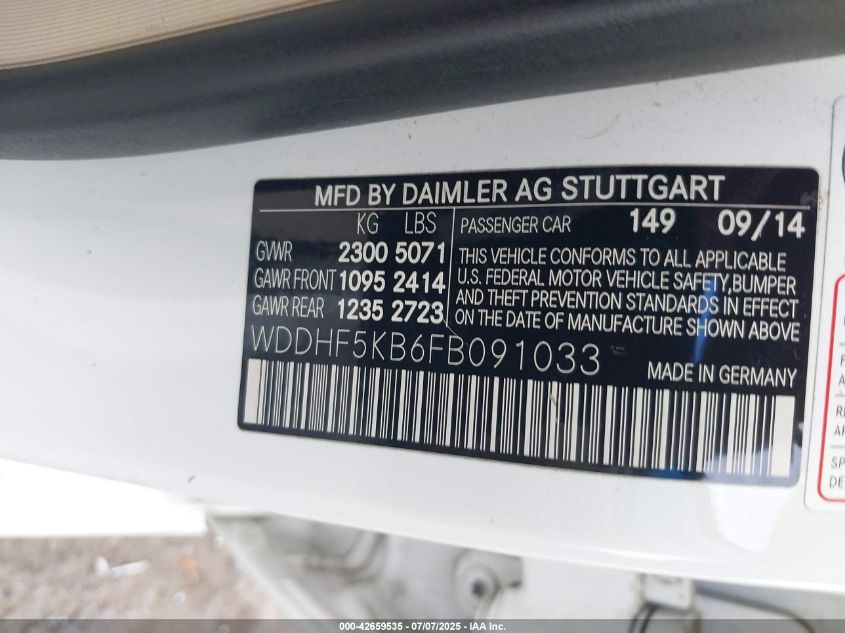 MFD BY DAIMLER AG STUTTGART
KG LBS
GVWR 2300 5071
GAWR FRONT 1095 2414
GAWR REAR 1235 2723
PASSENGER CAR 149 09/14
THIS VEHICLE CONFORMS TO ALL APPLICABLE
U.S. FEDERAL MOTOR VEHICLE SAFETY,BUMPER
AND THEFT PREVENTION STANDARDS IN EFFECT
ON THE DATE OF MANUFACTURE SHOWN ABOVE
WDDHF5KB6FB091033
MADE IN GERMANY
000-42659535 - 07/07/2025 - IAA Inc.